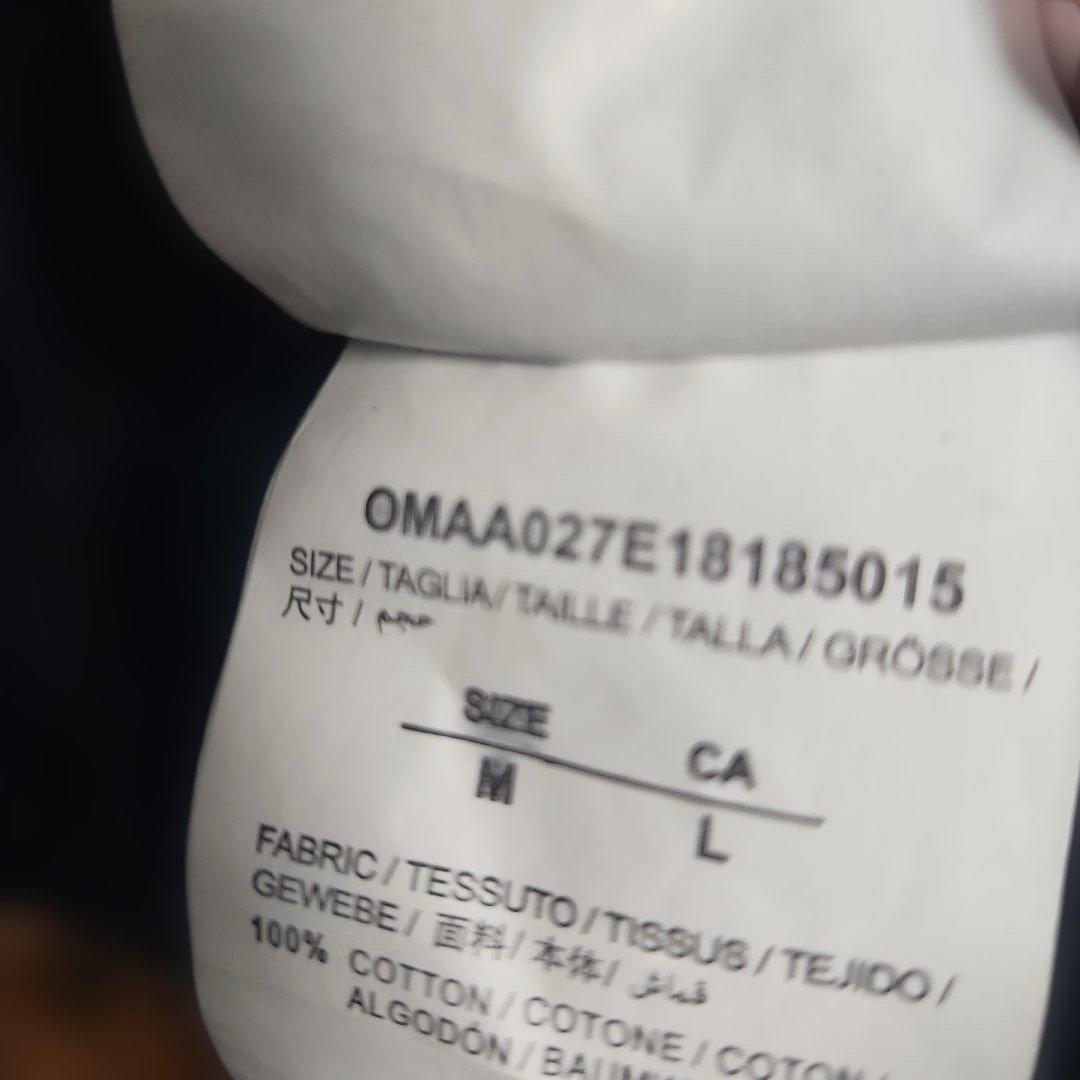 OMAA027E18185015
SIZE / TAGLIA / TAILLE / TALLA / GRÖSSE /
尺寸 / حجم
SIZE CA
M L
FABRIC / TESSUTO / TISSUS / TEJIDO /
GEWEBE / 面料 / 本体 / قماش
100% COTTON / COTONE / COTON /
ALGODÓN /